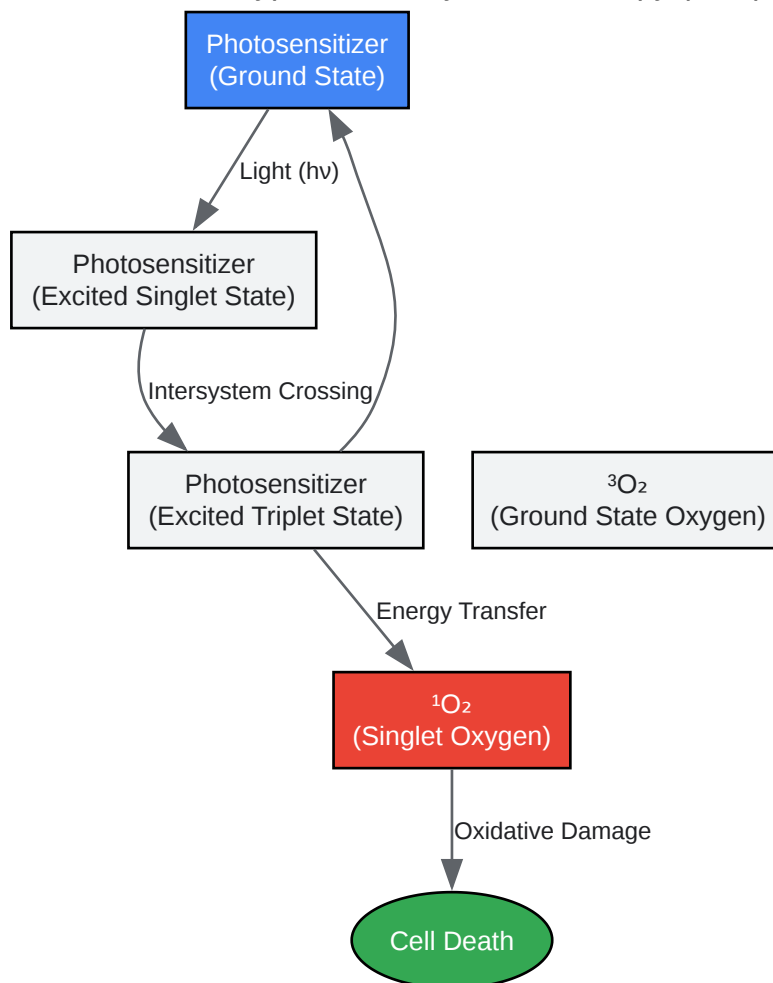 Photosensitizer
(Ground State)
Light (hν)
Photosensitizer
(Excited Singlet State)
Intersystem Crossing
Photosensitizer
(Excited Triplet State)
³O₂
(Ground State Oxygen)
Energy Transfer
¹O₂
(Singlet Oxygen)
Oxidative Damage
Cell Death